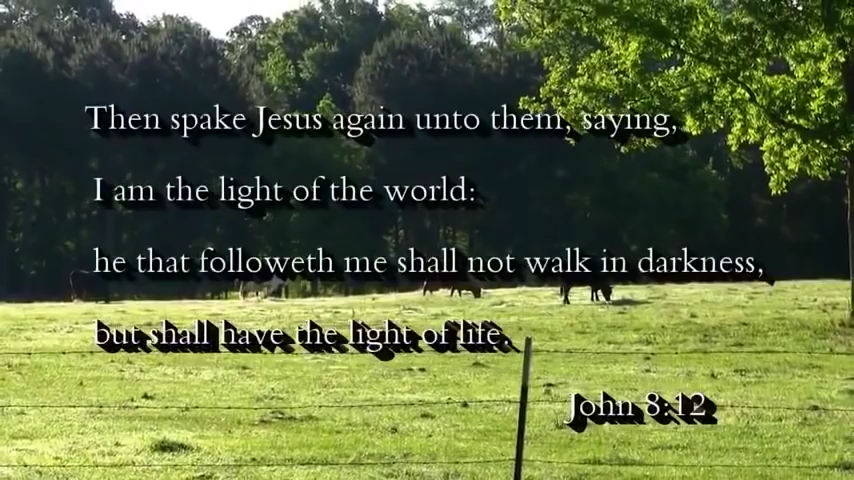 Then spake Jesus again unto them, saying,
I am the light of the world:
he that followeth me shall not walk in darkness,
but shall have the light of life.
John 8:12